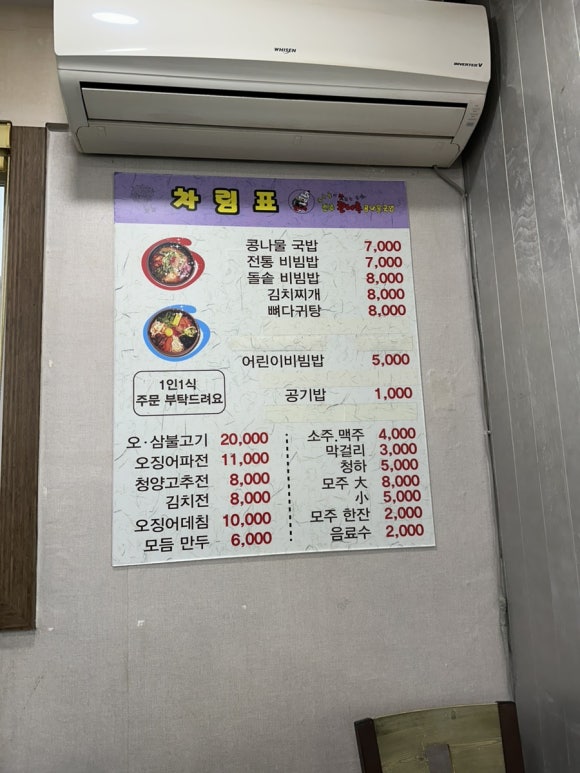 WHISEN
INVERTER V
차림표
콩나물 국밥 7,000
전통 비빔밥 7,000
돌솥 비빔밥 8,000
김치찌개 8,000
뼈다귀탕 8,000
어린이비빔밥 5,000
1인1식
주문 부탁드려요
공기밥 1,000
오·삼불고기 20,000
오징어파전 11,000
청양고추전 8,000
김치전 8,000
오징어데침 10,000
모듬 만두 6,000
소주.맥주 4,000
막걸리 3,000
청하 5,000
모주 大 8,000
小 5,000
모주 한잔 2,000
음료수 2,000